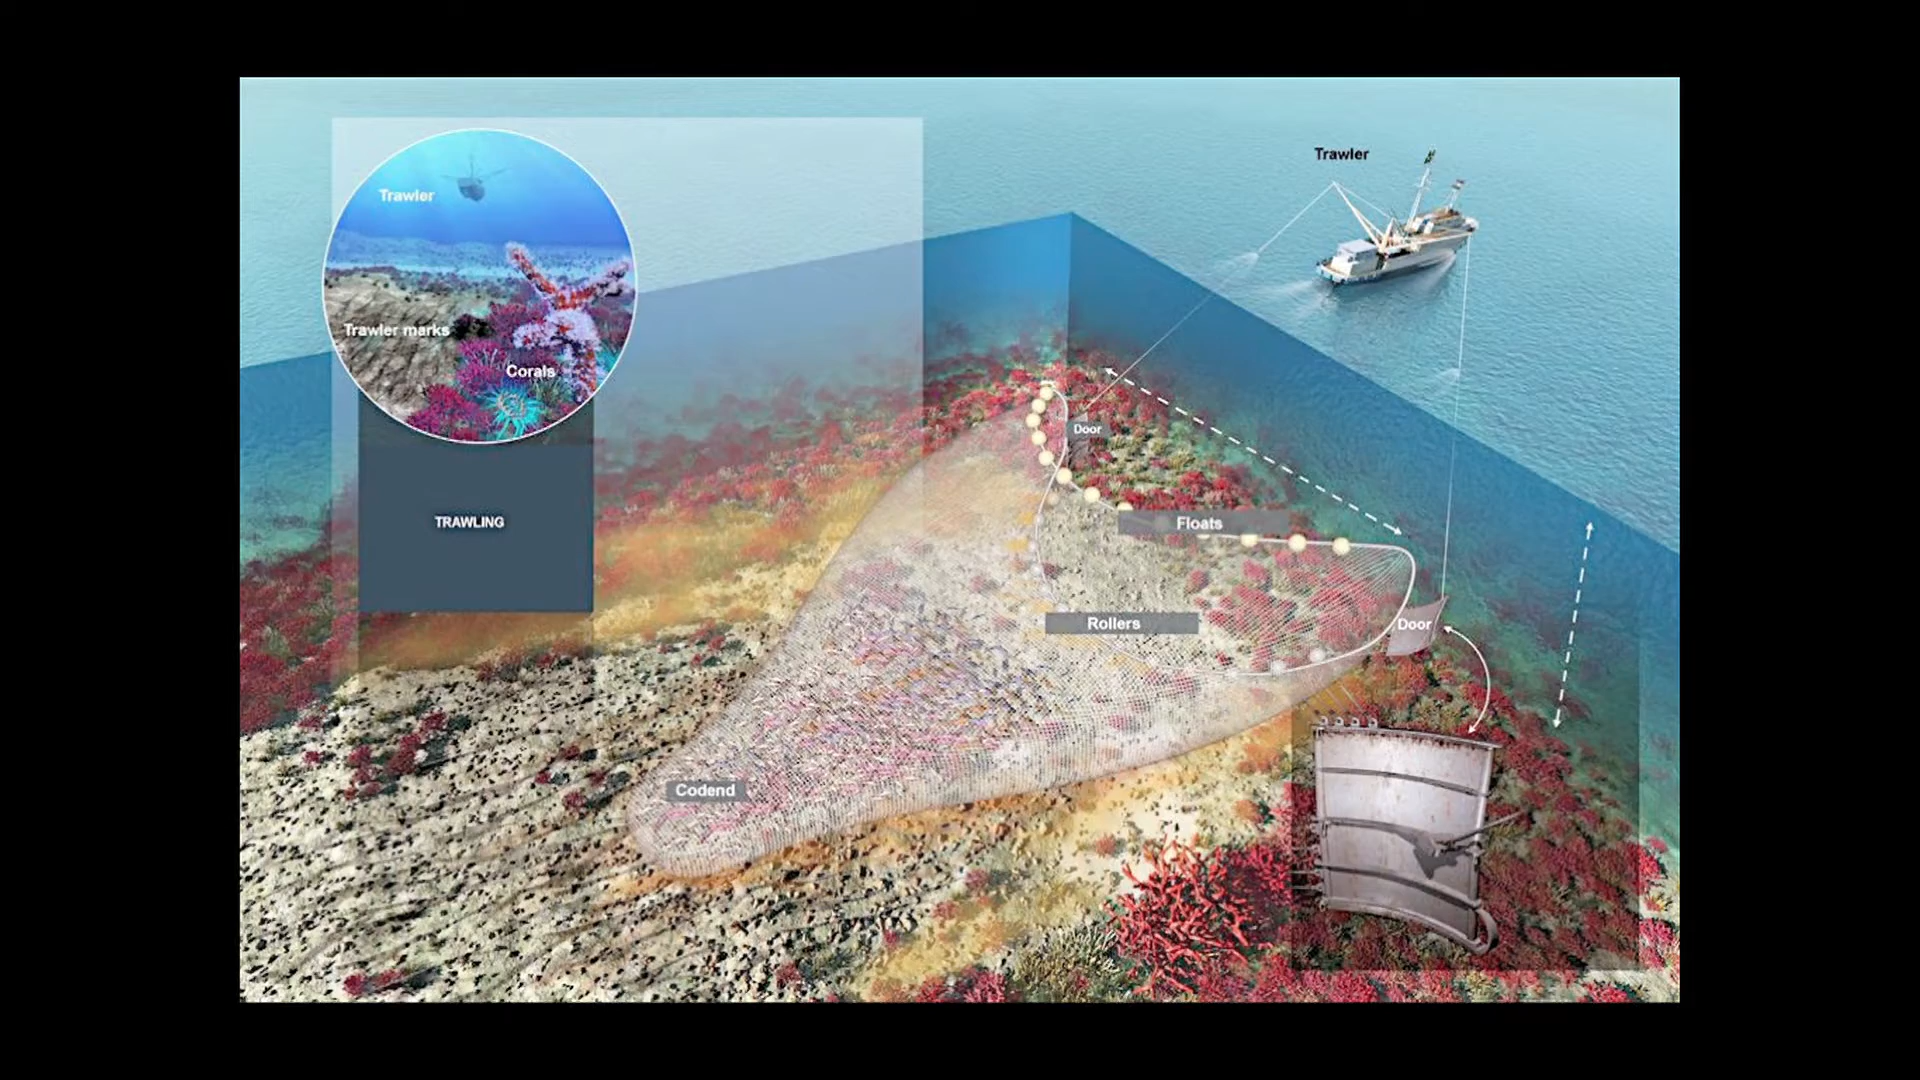 Trawler
Trawler
Trawler marks
Corals
Door
TRAWLING
Floats
Rollers
Door
Codend